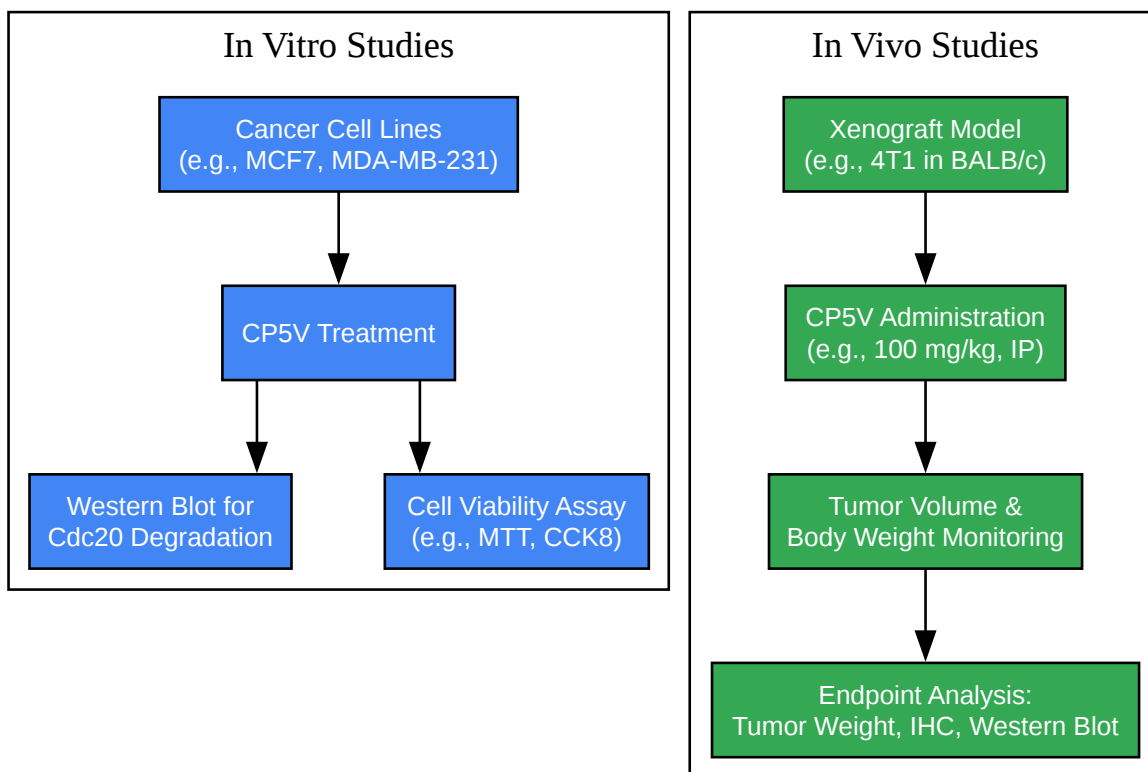 In Vitro Studies
Cancer Cell Lines
(e.g., MCF7, MDA-MB-231)
CP5V Treatment
Western Blot for
Cdc20 Degradation
Cell Viability Assay
(e.g., MTT, CCK8)
In Vivo Studies
Xenograft Model
(e.g., 4T1 in BALB/c)
CP5V Administration
(e.g., 100 mg/kg, IP)
Tumor Volume &
Body Weight Monitoring
Endpoint Analysis:
Tumor Weight, IHC, Western Blot